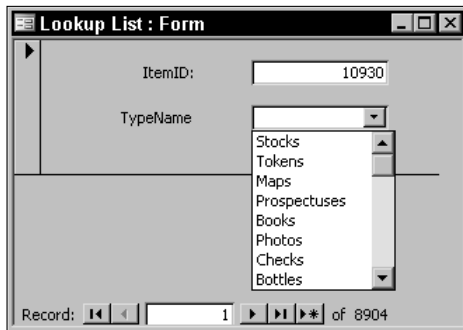 Lookup List : Form
ItemID: 10930
TypeName
Stocks
Tokens
Maps
Prospectuses
Books
Photos
Checks
Bottles
Record: 1 of 8904